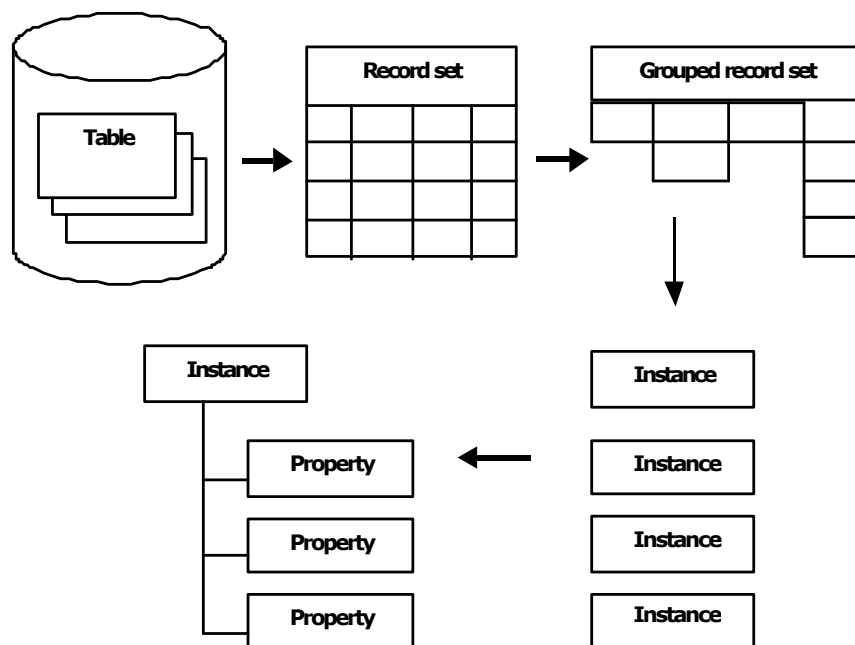 Table
Record set
Grouped record set
Instance
Property
Property
Property
Instance
Instance
Instance
Instance